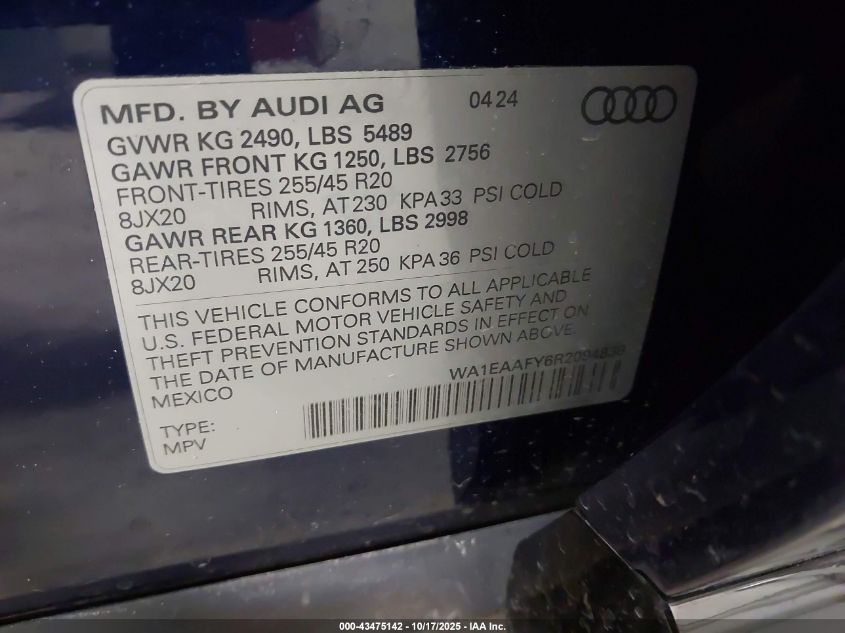 MFD. BY AUDI AG 04 24
GVWR KG 2490, LBS 5489
GAWR FRONT KG 1250, LBS 2756
FRONT-TIRES 255/45 R20
8JX20 RIMS, AT 230 KPA 33 PSI COLD
GAWR REAR KG 1360, LBS 2998
REAR-TIRES 255/45 R20
8JX20 RIMS, AT 250 KPA 36 PSI COLD
THIS VEHICLE CONFORMS TO ALL APPLICABLE
U.S. FEDERAL MOTOR VEHICLE SAFETY AND
THEFT PREVENTION STANDARDS IN EFFECT ON
THE DATE OF MANUFACTURE SHOWN ABOVE.
MEXICO WA1EAAFY6R2094838
TYPE:
MPV
000-43475142 - 10/17/2025 - IAA Inc.